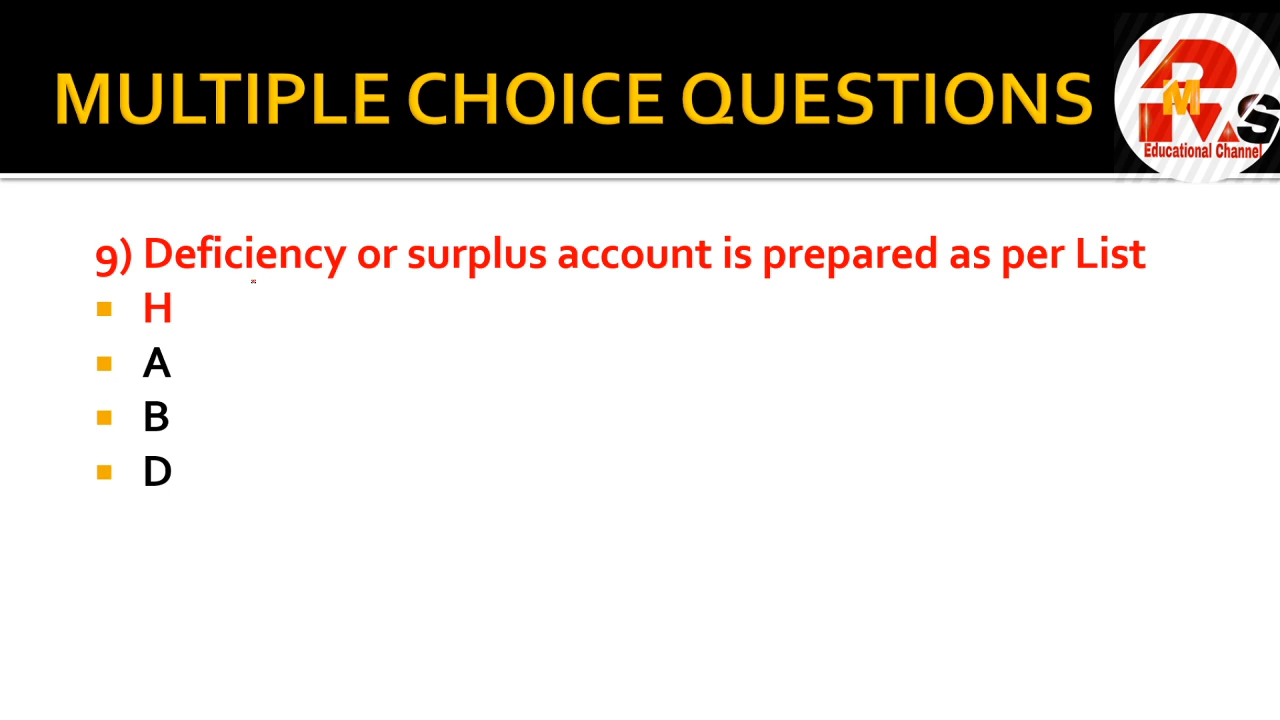 MULTIPLE CHOICE QUESTIONS
M
S
Educational Channel
9) Deficiency or surplus account is prepared as per List
H
A
B
D